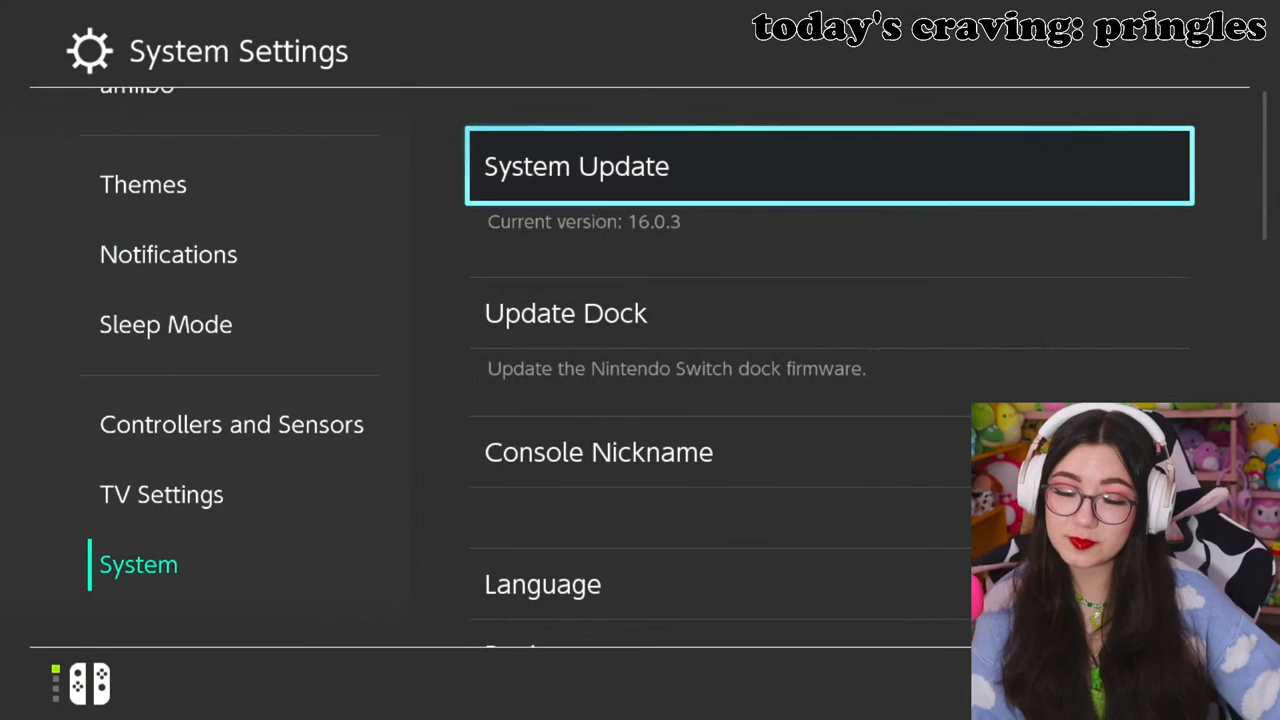 today's craving: pringles
System Settings
amiibo
Themes
Notifications
Sleep Mode
Controllers and Sensors
TV Settings
System
System Update
Current version: 16.0.3
Update Dock
Update the Nintendo Switch dock firmware.
Console Nickname
Language